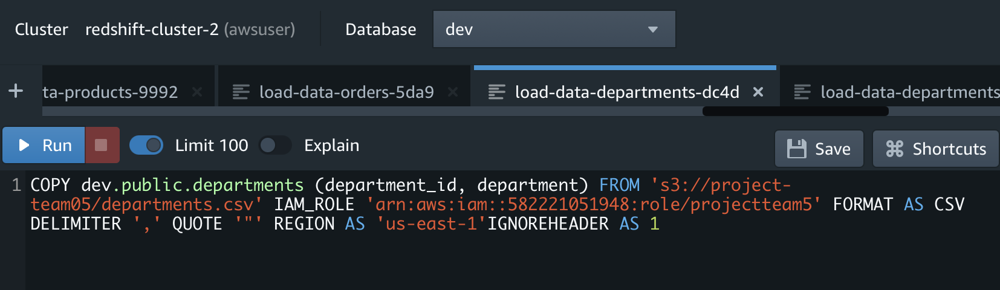 Cluster redshift-cluster-2 (awsuser) Database dev
+ ta-products-9992 × load-data-orders-5da9 × load-data-departments-dc4d × load-data-departments
Run Limit 100 Explain Save Shortcuts
1 COPY dev.public.departments (department_id, department) FROM 's3://project-
team05/departments.csv' IAM_ROLE 'arn:aws:iam::582221051948:role/projectteam5' FORMAT AS CSV
DELIMITER ',' QUOTE '"' REGION AS 'us-east-1'IGNOREHEADER AS 1